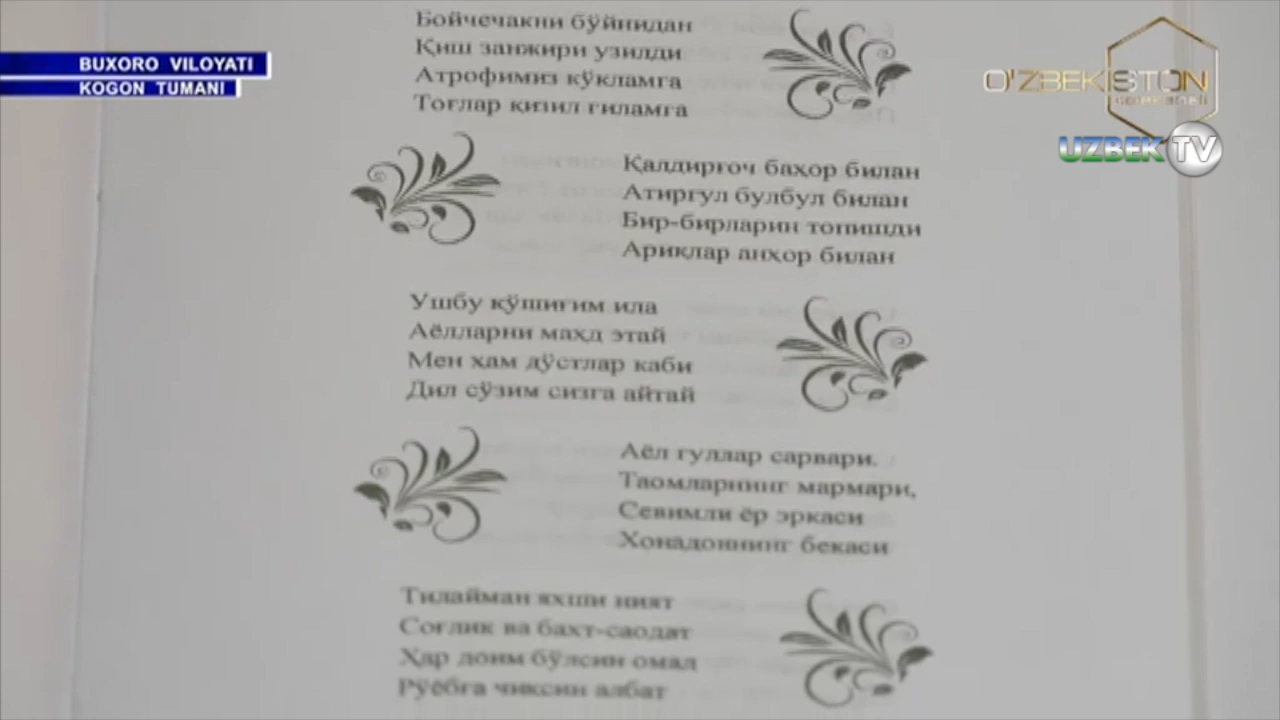 BUXORO VILOYATI
KOGON TUMANI
O'ZBEKISTON
UZBEK TV
Бойчечакни бўйнидан
Қиш занжири узилди
Атрофимиз кўкламга
Тоғлар қизил гиламга
Қалдирғоч баҳор билан
Атиргул булбул билан
Бир-бирларин топишди
Ариқлар анҳор билан
Ушбу қўшиғим ила
Аёлларни маҳд этай
Мен ҳам дўстлар каби
Дил сўзим сизга айтай
Аёл гуллар сарвари.
Таомларнинг мармари,
Севимли ёр эркаси
Хонадоннинг бекаси
Тилайман яхши ният
Соғлик ва бахт-саодат
Ҳар доим бўлсин омад
Рўёбга чиқсин албат